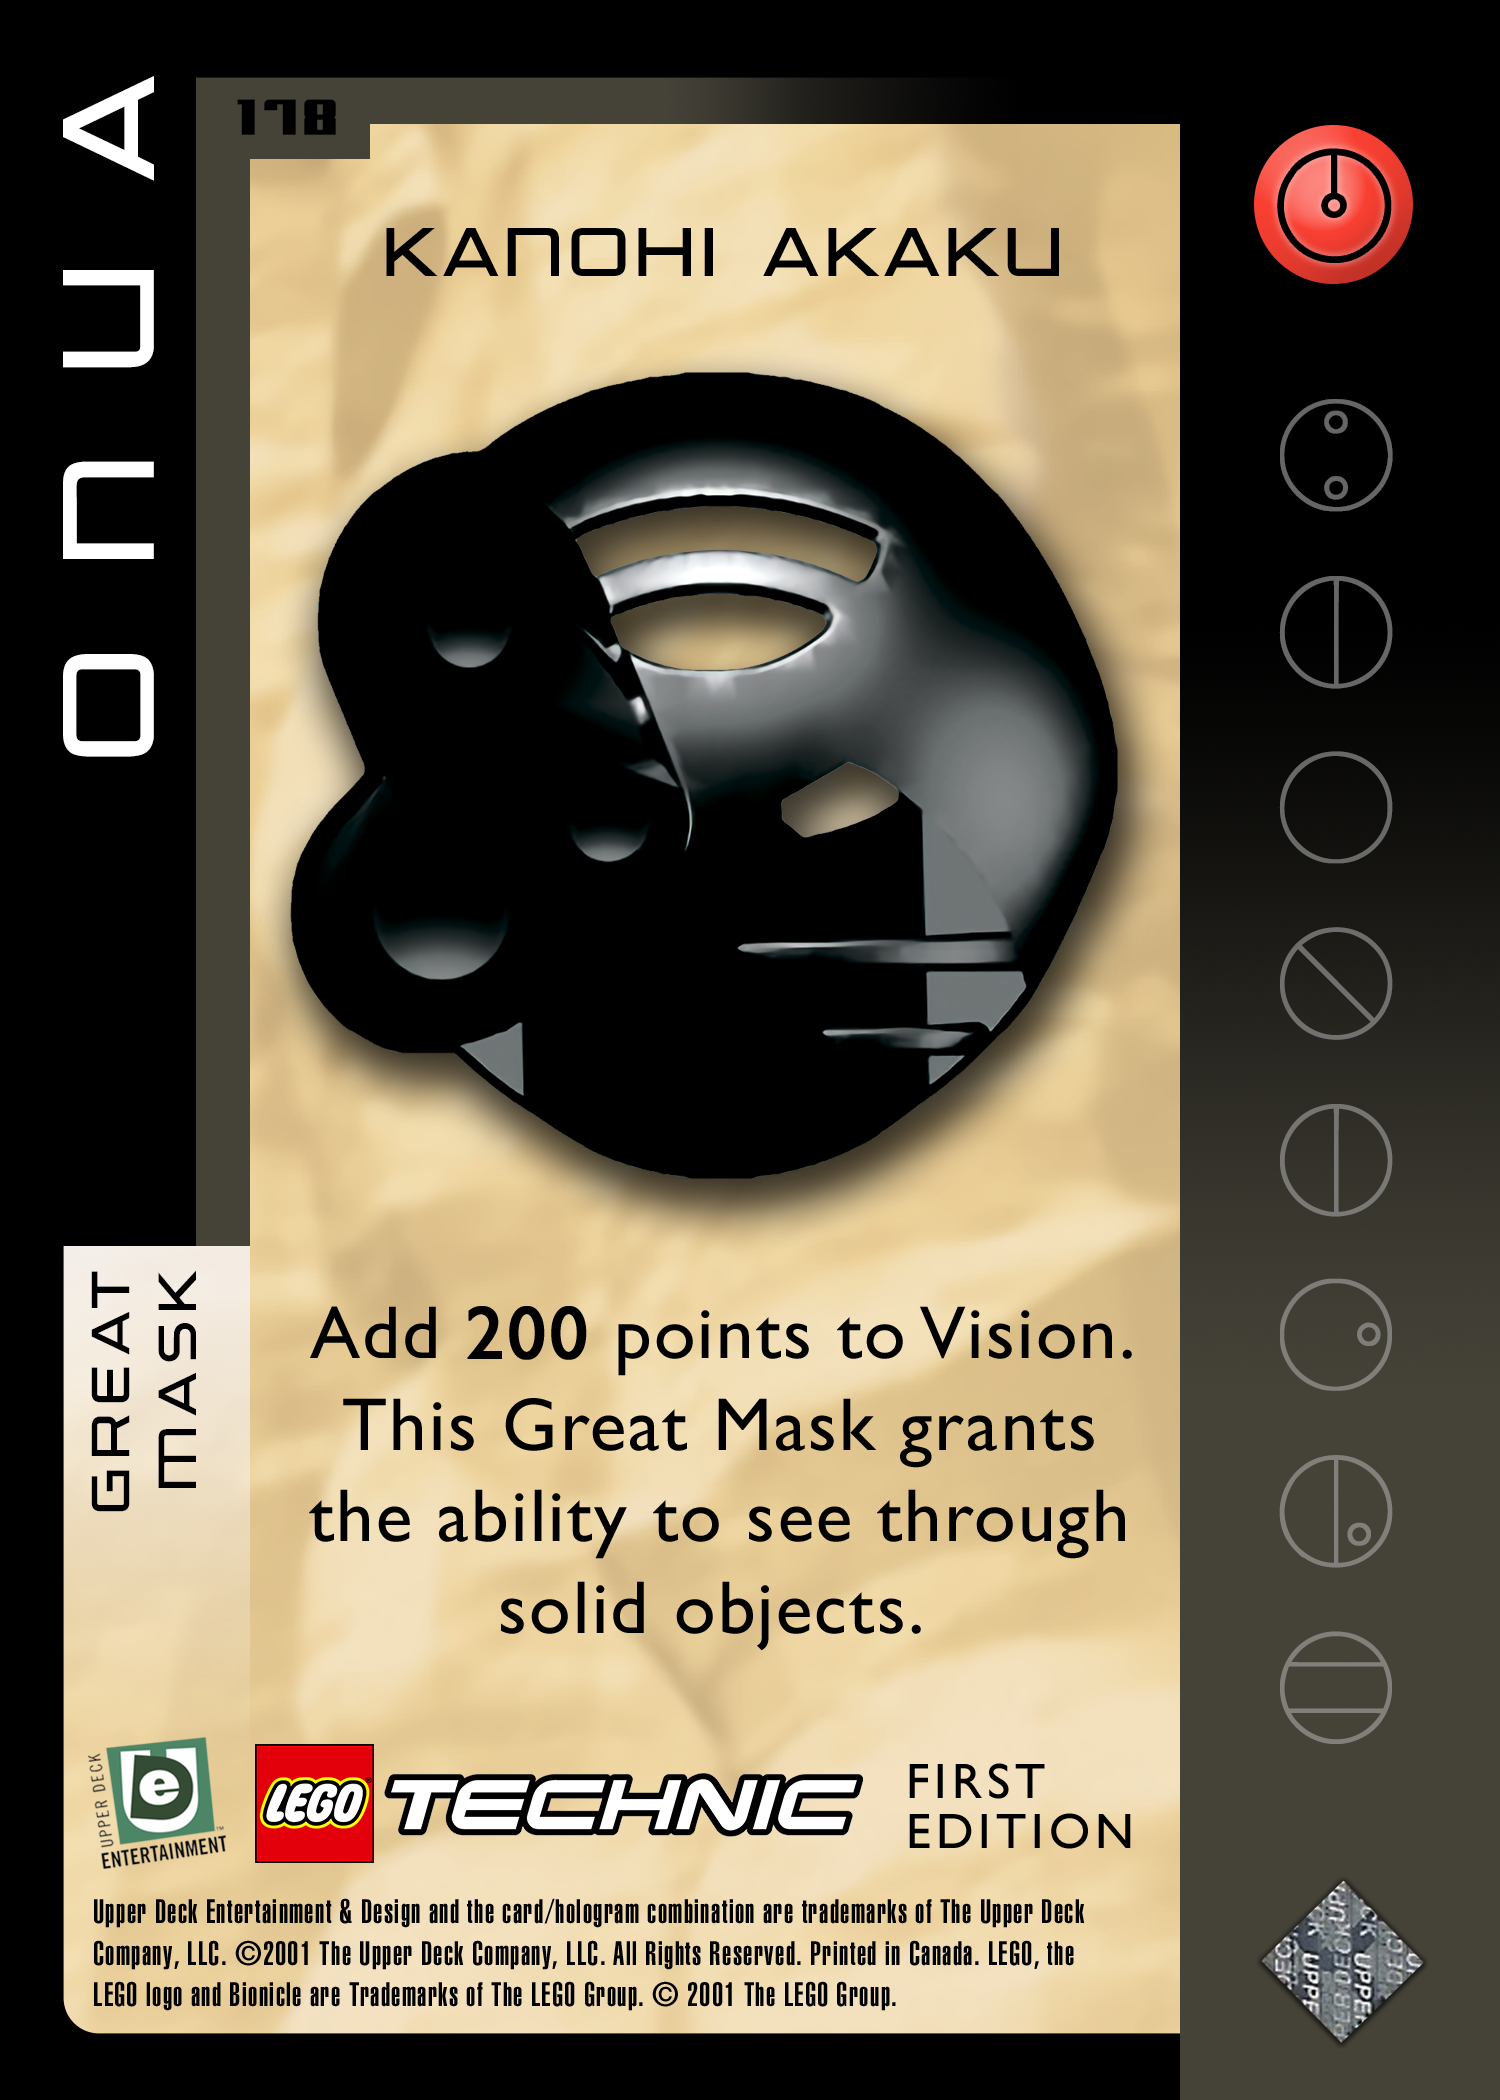 178
ONUA
KANOHI AKAKU
GREAT
MASK
Add 200 points to Vision.
This Great Mask grants
the ability to see through
solid objects.
UPPER DECK
e
ENTERTAINMENT
LEGO TECHNIC
FIRST
EDITION
Upper Deck Entertainment & Design and the card/hologram combination are trademarks of The Upper Deck
Company, LLC. ©2001 The Upper Deck Company, LLC. All Rights Reserved. Printed in Canada. LEGO, the
LEGO logo and Bionicle are Trademarks of The LEGO Group. © 2001 The LEGO Group.